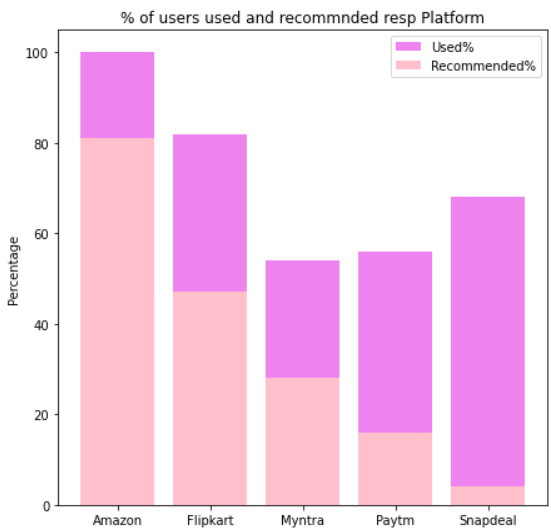 % of users used and recommnded resp Platform
Used%
Recommended%
Percentage
100
80
60
40
20
0
Amazon Flipkart Myntra Paytm Snapdeal